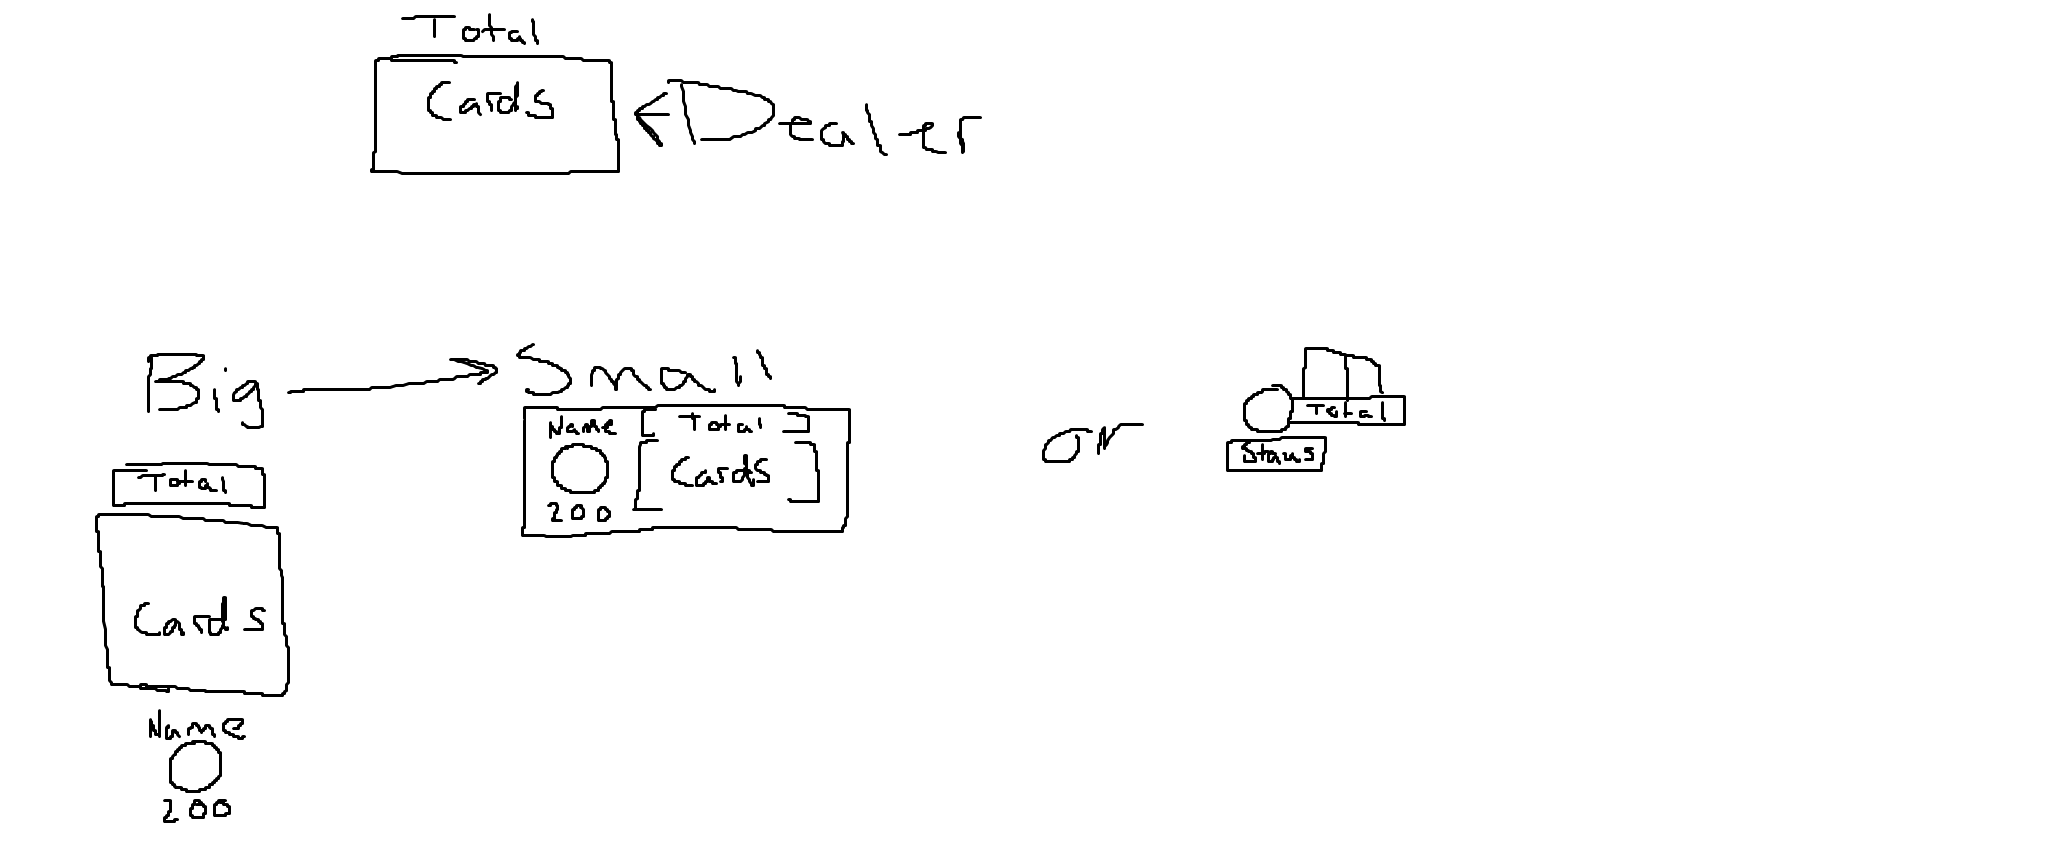 Total
Cards
Dealer
Big
Small
Total
Cards
Name
200
Name
Total
Cards
200
or
Total
Staus